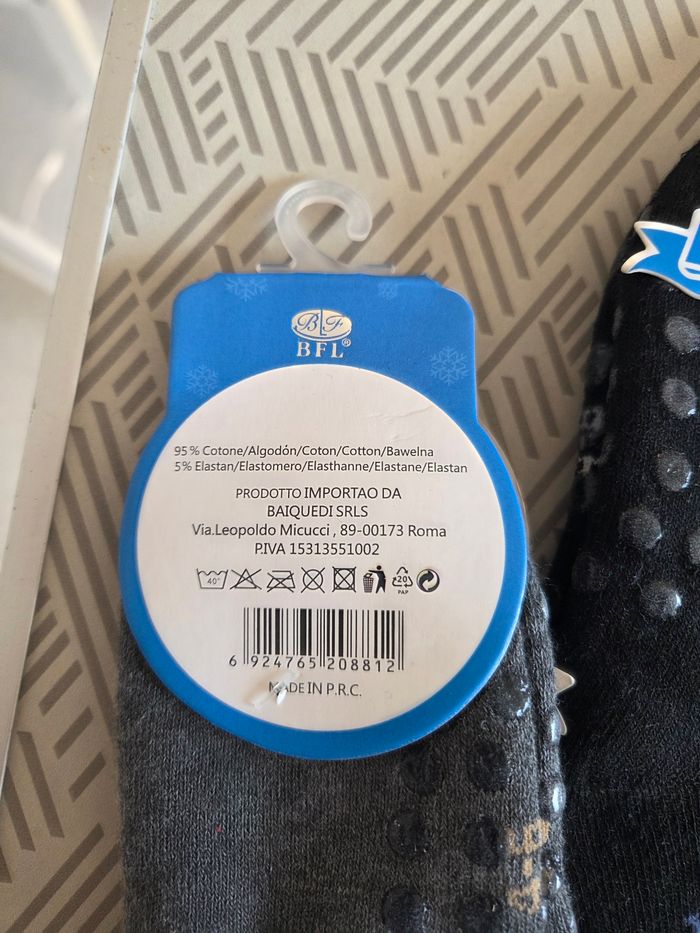 BLF
BFL®
95% Cotone/Algodón/Coton/Cotton/Bawelna
5% Elastan/Elastomero/Elasthanne/Elastane/Elastan
PRODOTTO IMPORTAO DA
BAIQUEDI SRLS
Via.Leopoldo Micucci , 89-00173 Roma
P.IVA 15313551002
40°
20
PAP
6 924765 208812
MADE IN P.R.C.